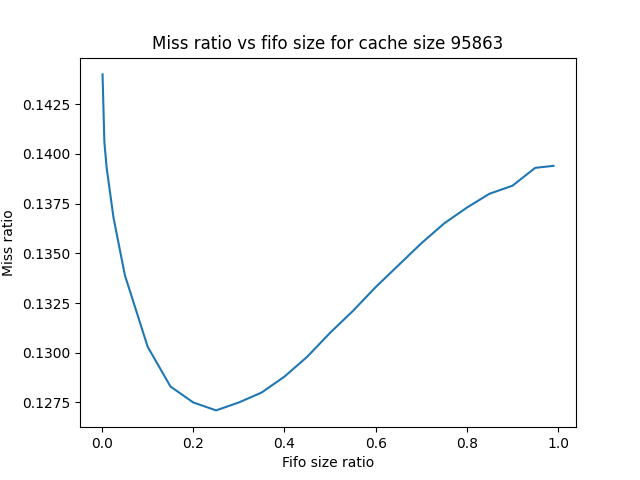 Miss ratio vs fifo size for cache size 95863
0.1425
0.1400
0.1375
0.1350
0.1325
0.1300
0.1275
Miss ratio
0.0 0.2 0.4 0.6 0.8 1.0
Fifo size ratio